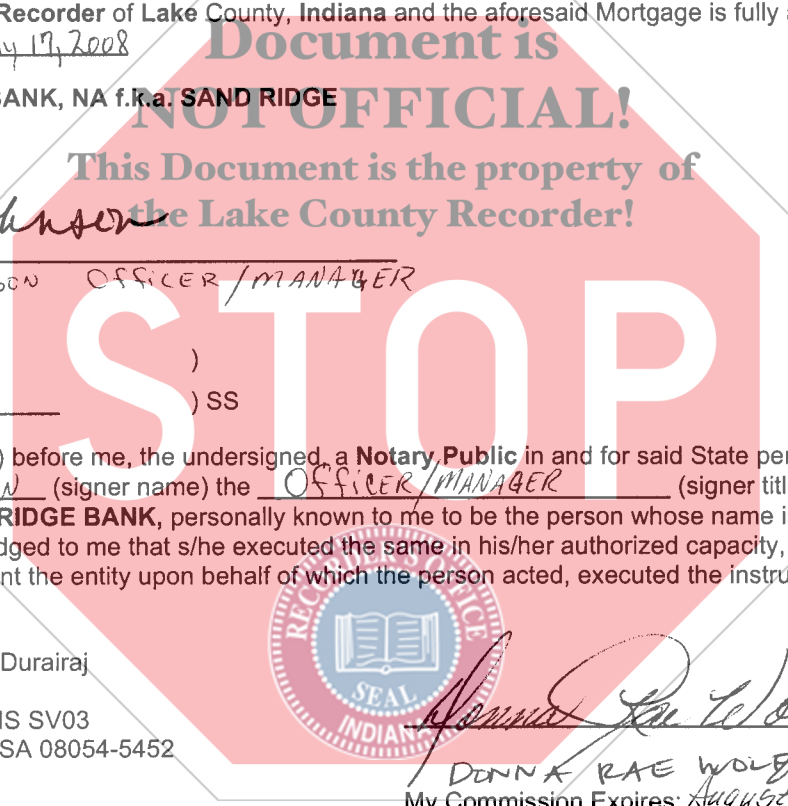 Recorder of Lake County, Indiana and the aforesaid Mortgage is fully
17, 2008
Document is
BANK, NA f.k.a. SAND RIDGE
NOT OFFICIAL!
This Document is the property of
the Lake County Recorder!
OFFICER/MANAGER
STOP
)
) SS
) before me, the undersigned, a Notary Public in and for said State per
N (signer name) the OFFICER/MANAGER (signer titl
RIDGE BANK, personally known to me to be the person whose name i
dged to me that s/he executed the same in his/her authorized capacity,
nt the entity upon behalf of which the person acted, executed the instru
RECORDER'S OFFICE
SEAL
INDIANA
Durairaj
Donna Rae
IS SV03
SA 08054-5452
DONNA RAE WOLF
My Commission Expires: August